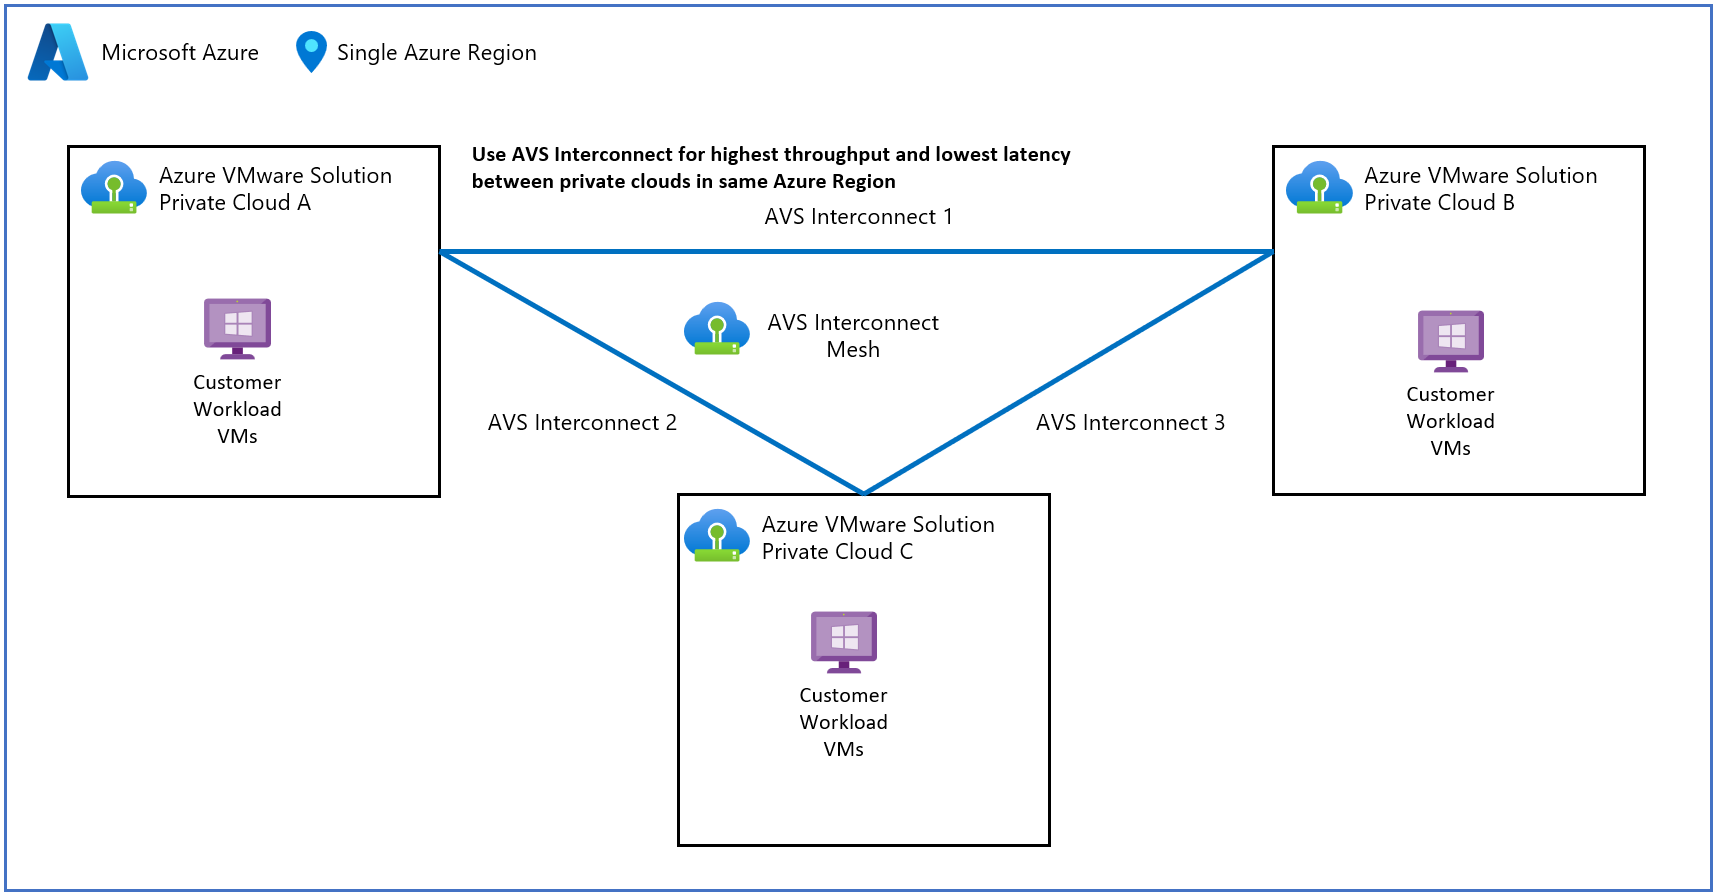 Microsoft Azure
Single Azure Region
Use AVS Interconnect for highest throughput and lowest latency
between private clouds in same Azure Region
Azure VMware Solution
Private Cloud A
Azure VMware Solution
Private Cloud B
AVS Interconnect 1
AVS Interconnect
Mesh
Customer
Workload
VMs
Customer
Workload
VMs
AVS Interconnect 2
AVS Interconnect 3
Azure VMware Solution
Private Cloud C
Customer
Workload
VMs